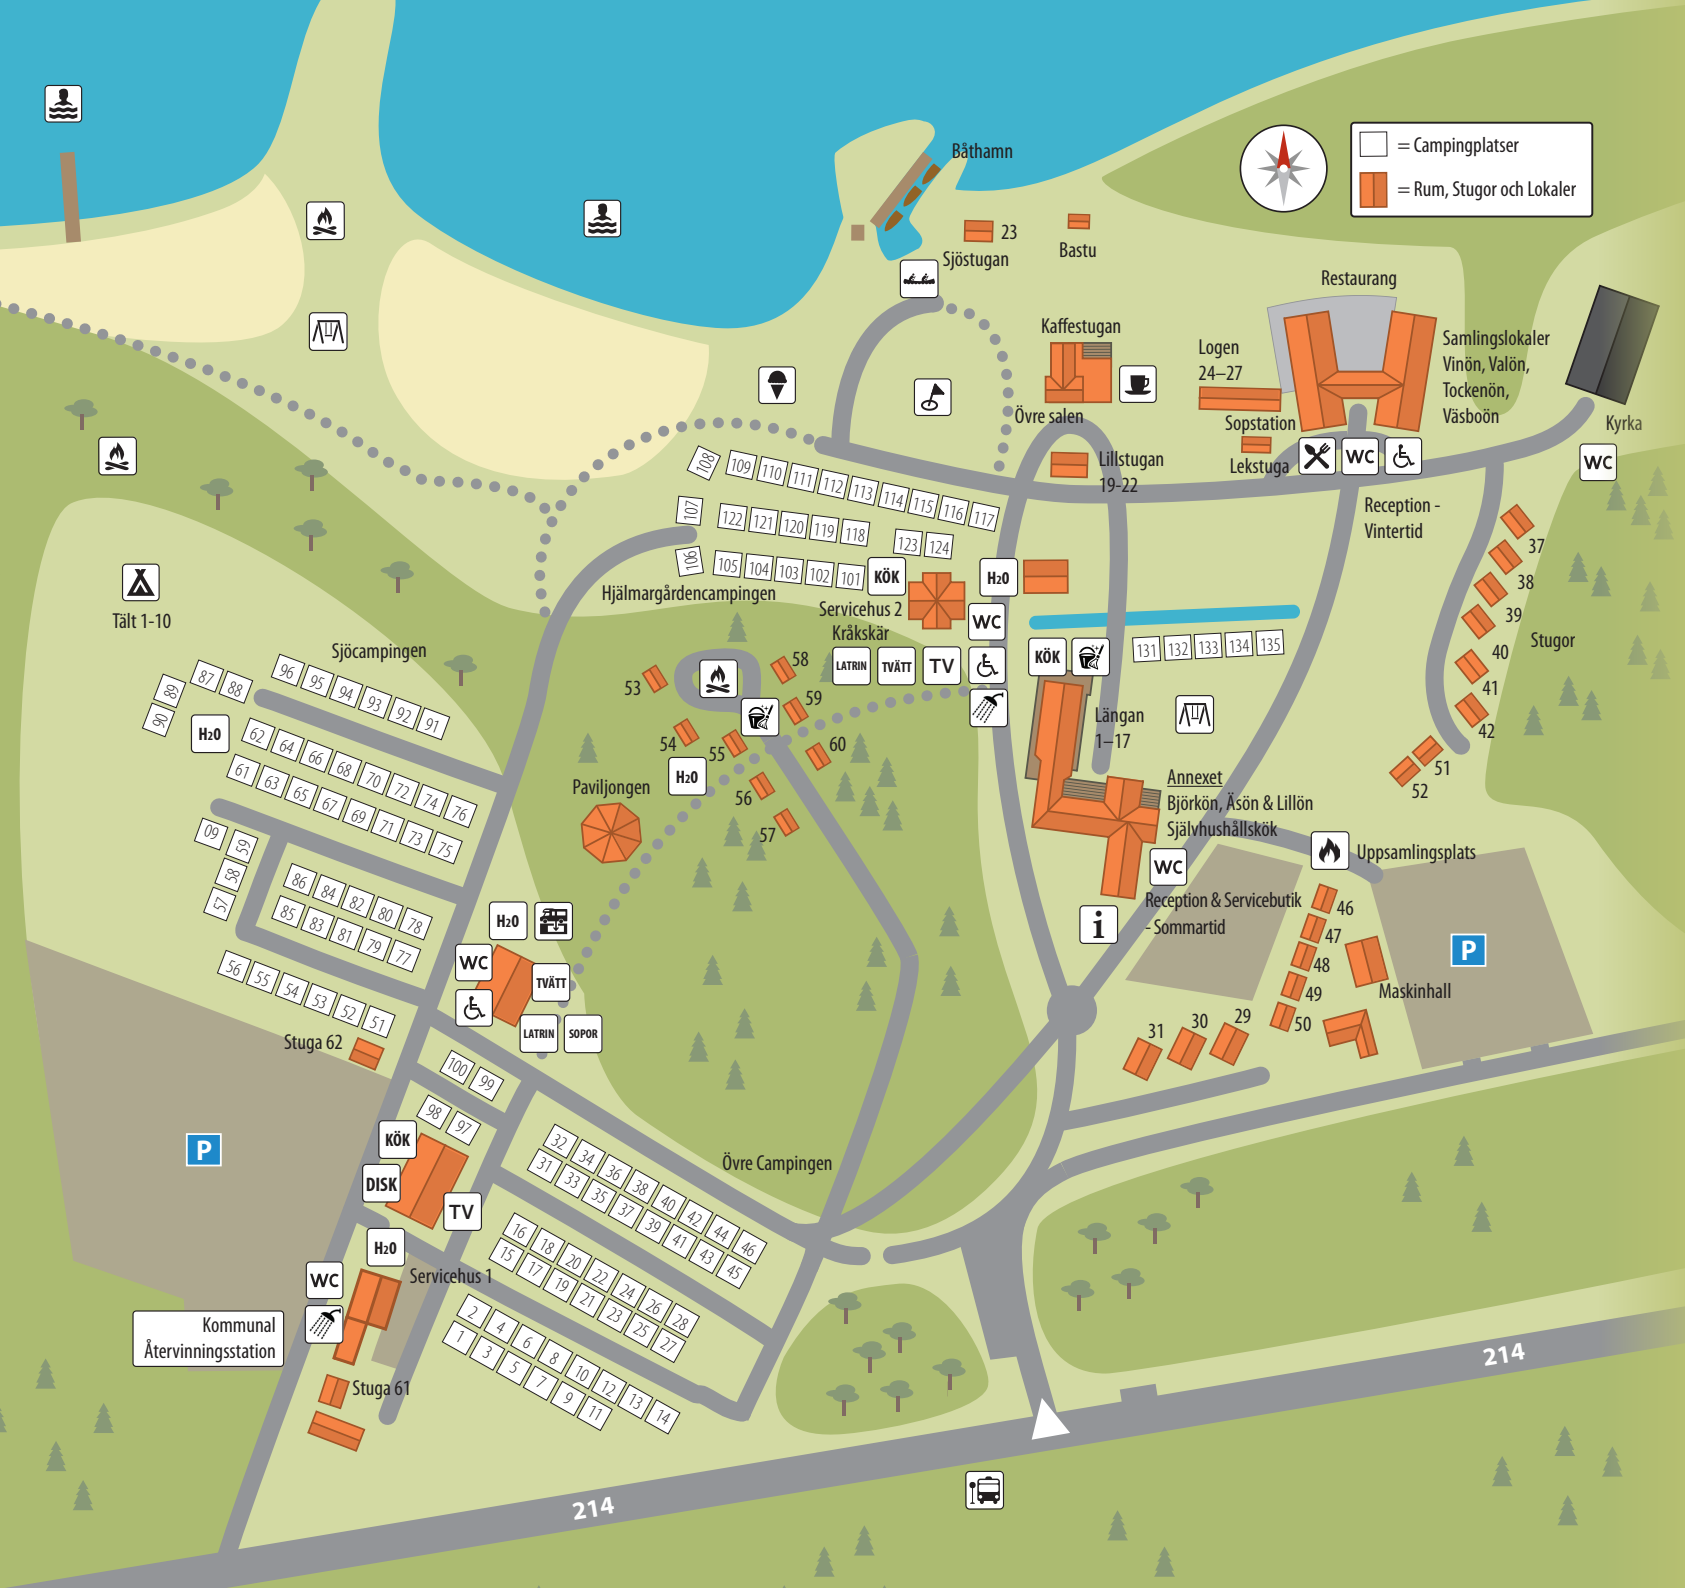 Båthamn
= Campingplatser
= Rum, Stugor och Lokaler
23
Sjöstugan
Bastu
Restaurang
Kaffestugan
Övre salen
Logen
24–27
Samlingslokaler
Vinön, Valön,
Tockenön,
Väsboön
Sopstation
Lekstuga
WC
Kyrka
WC
Lillstugan
19-22
Reception -
Vintertid
108
109
110
111
112
113
114
115
116
117
107
122
121
120
119
118
123
124
106
105
104
103
102
101
KÖK
H2O
Hjälmargårdencampingen
Servicehus 2
Kråkskär
WC
LATRIN
TVÄTT
TV
KÖK
131
132
133
134
135
37
38
39
40
41
42
Stugor
51
52
Tält 1-10
Sjöcampingen
96
95
94
93
92
91
87
88
89
90
H2O
62
64
66
68
70
72
74
76
61
63
65
67
69
71
73
75
60
59
58
57
86
84
82
80
78
85
83
81
79
77
56
55
54
53
52
51
53
58
59
54
55
60
H2O
56
57
Paviljongen
Längan
1–17
Annexet
Björkön, Äsön & Lillön
Självhushållskök
WC
Uppsamlingsplats
Reception & Servicebutik
- Sommartid
i
46
47
48
49
50
P
Maskinhall
31
30
29
H2O
WC
TVÄTT
LATRIN
SOPOR
Stuga 62
100
99
98
97
KÖK
DISK
TV
H2O
P
Övre Campingen
32
34
36
38
40
42
44
46
31
33
35
37
39
41
43
45
16
18
20
22
24
26
28
15
17
19
21
23
25
27
2
4
6
8
10
12
13
14
1
3
5
7
9
11
WC
Servicehus 1
Kommunal
Återvinningsstation
Stuga 61
214
214